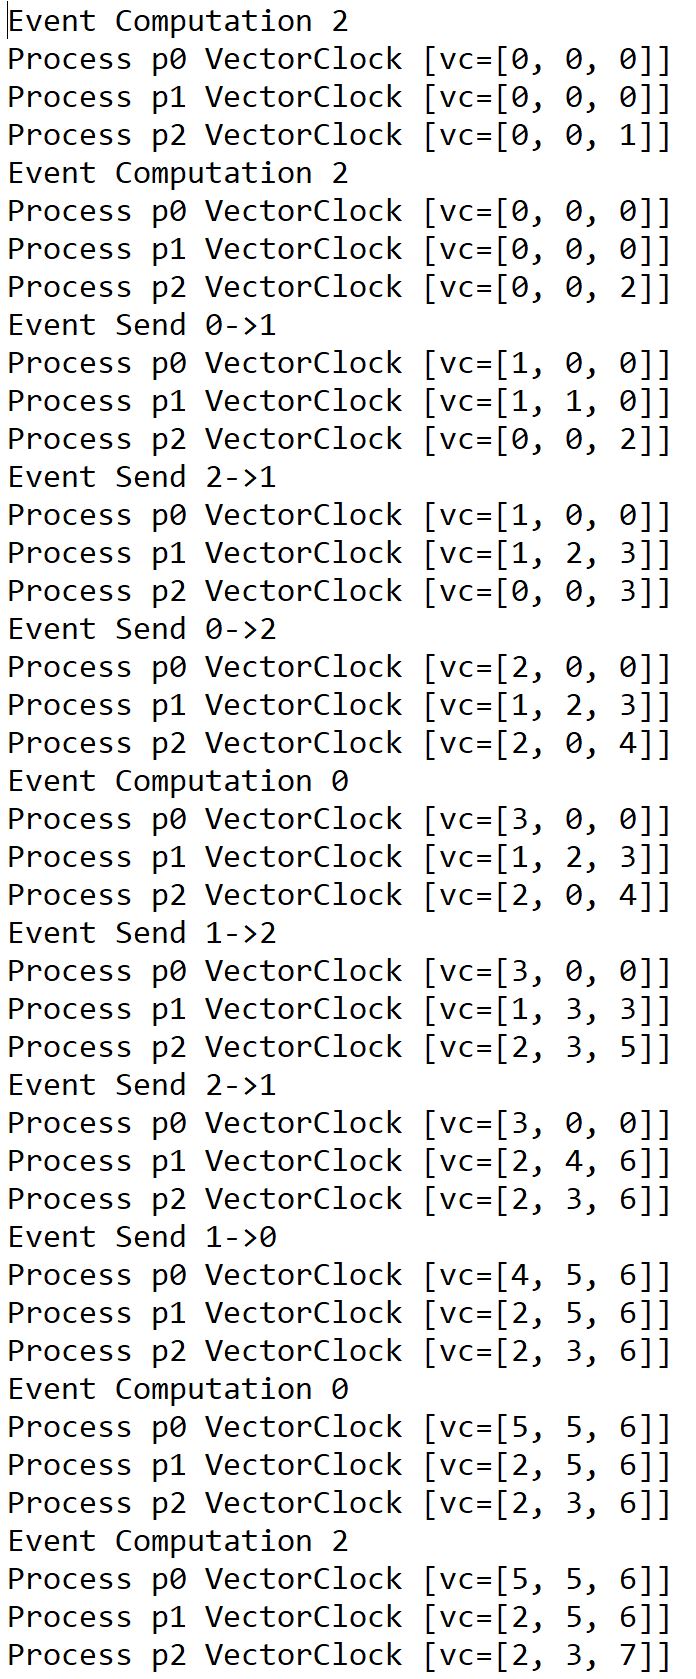 Event Computation 2
Process p0 VectorClock [vc=[0, 0, 0]]
Process p1 VectorClock [vc=[0, 0, 0]]
Process p2 VectorClock [vc=[0, 0, 1]]
Event Computation 2
Process p0 VectorClock [vc=[0, 0, 0]]
Process p1 VectorClock [vc=[0, 0, 0]]
Process p2 VectorClock [vc=[0, 0, 2]]
Event Send 0->1
Process p0 VectorClock [vc=[1, 0, 0]]
Process p1 VectorClock [vc=[1, 1, 0]]
Process p2 VectorClock [vc=[0, 0, 2]]
Event Send 2->1
Process p0 VectorClock [vc=[1, 0, 0]]
Process p1 VectorClock [vc=[1, 2, 3]]
Process p2 VectorClock [vc=[0, 0, 3]]
Event Send 0->2
Process p0 VectorClock [vc=[2, 0, 0]]
Process p1 VectorClock [vc=[1, 2, 3]]
Process p2 VectorClock [vc=[2, 0, 4]]
Event Computation 0
Process p0 VectorClock [vc=[3, 0, 0]]
Process p1 VectorClock [vc=[1, 2, 3]]
Process p2 VectorClock [vc=[2, 0, 4]]
Event Send 1->2
Process p0 VectorClock [vc=[3, 0, 0]]
Process p1 VectorClock [vc=[1, 3, 3]]
Process p2 VectorClock [vc=[2, 3, 5]]
Event Send 2->1
Process p0 VectorClock [vc=[3, 0, 0]]
Process p1 VectorClock [vc=[2, 4, 6]]
Process p2 VectorClock [vc=[2, 3, 6]]
Event Send 1->0
Process p0 VectorClock [vc=[4, 5, 6]]
Process p1 VectorClock [vc=[2, 5, 6]]
Process p2 VectorClock [vc=[2, 3, 6]]
Event Computation 0
Process p0 VectorClock [vc=[5, 5, 6]]
Process p1 VectorClock [vc=[2, 5, 6]]
Process p2 VectorClock [vc=[2, 3, 6]]
Event Computation 2
Process p0 VectorClock [vc=[5, 5, 6]]
Process p1 VectorClock [vc=[2, 5, 6]]
Process p2 VectorClock [vc=[2, 3, 7]]